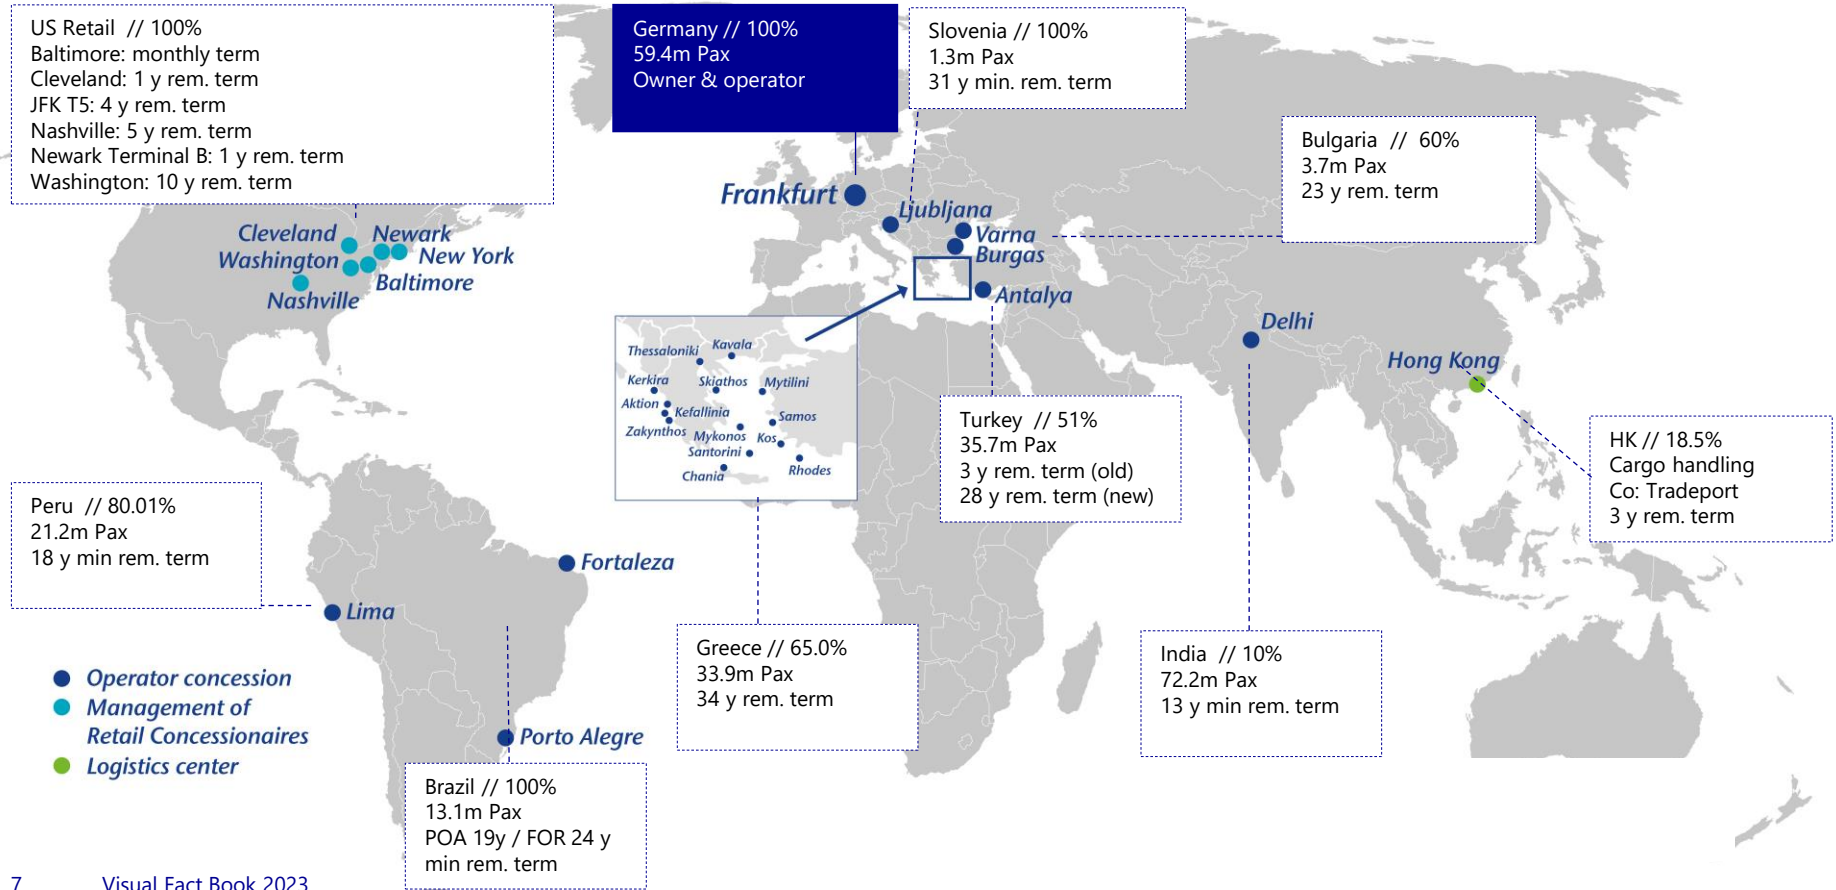 US Retail // 100%
Baltimore: monthly term
Cleveland: 1 y rem. term
JFK T5: 4 y rem. term
Nashville: 5 y rem. term
Newark Terminal B: 1 y rem. term
Washington: 10 y rem. term
Germany // 100%
59.4m Pax
Owner & operator
Slovenia // 100%
1.3m Pax
31 y min. rem. term
Bulgaria // 60%
3.7m Pax
23 y rem. term
Frankfurt
Ljubljana
Varna
Burgas
Antalya
Cleveland
Newark
Washington
New York
Baltimore
Nashville
Delhi
Hong Kong
Thessaloniki
Kavala
Kerkira
Skiathos
Mytilini
Aktion
Kefallinia
Samos
Zakynthos
Mykonos
Kos
Santorini
Rhodes
Chania
Turkey // 51%
35.7m Pax
3 y rem. term (old)
28 y rem. term (new)
HK // 18.5%
Cargo handling
Co: Tradeport
3 y rem. term
Peru // 80.01%
21.2m Pax
18 y min rem. term
Fortaleza
Lima
Greece // 65.0%
33.9m Pax
34 y rem. term
India // 10%
72.2m Pax
13 y min rem. term
Operator concession
Management of
Retail Concessionaires
Logistics center
Porto Alegre
Brazil // 100%
13.1m Pax
POA 19y / FOR 24 y
min rem. term
7 Visual Fact Book 2023